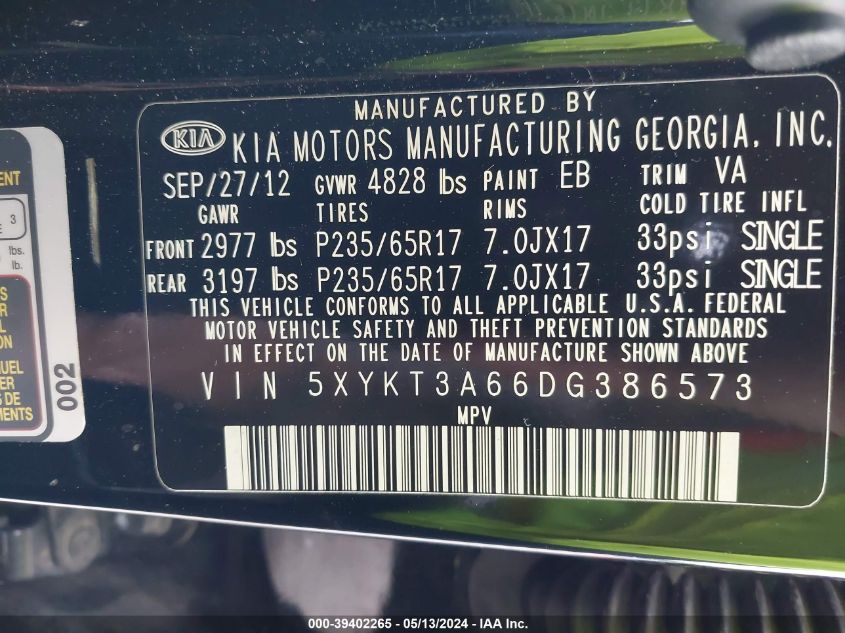 MANUFACTURED BY
KIA KIA MOTORS MANUFACTURING GEORGIA, INC.
SEP/27/12 GVWR 4828 lbs PAINT EB TRIM VA
GAWR TIRES RIMS COLD TIRE INFL
FRONT 2977 lbs P235/65R17 7.0JX17 33psi SINGLE
REAR 3197 lbs P235/65R17 7.0JX17 33psi SINGLE
THIS VEHICLE CONFORMS TO ALL APPLICABLE U.S.A. FEDERAL
MOTOR VEHICLE SAFETY AND THEFT PREVENTION STANDARDS
IN EFFECT ON THE DATE OF MANUFACTURE SHOWN ABOVE
VIN 5XYKT3A66DG386573
MPV
3
lbs.
lb.
002
000-39402265 - 05/13/2024 - IAA Inc.